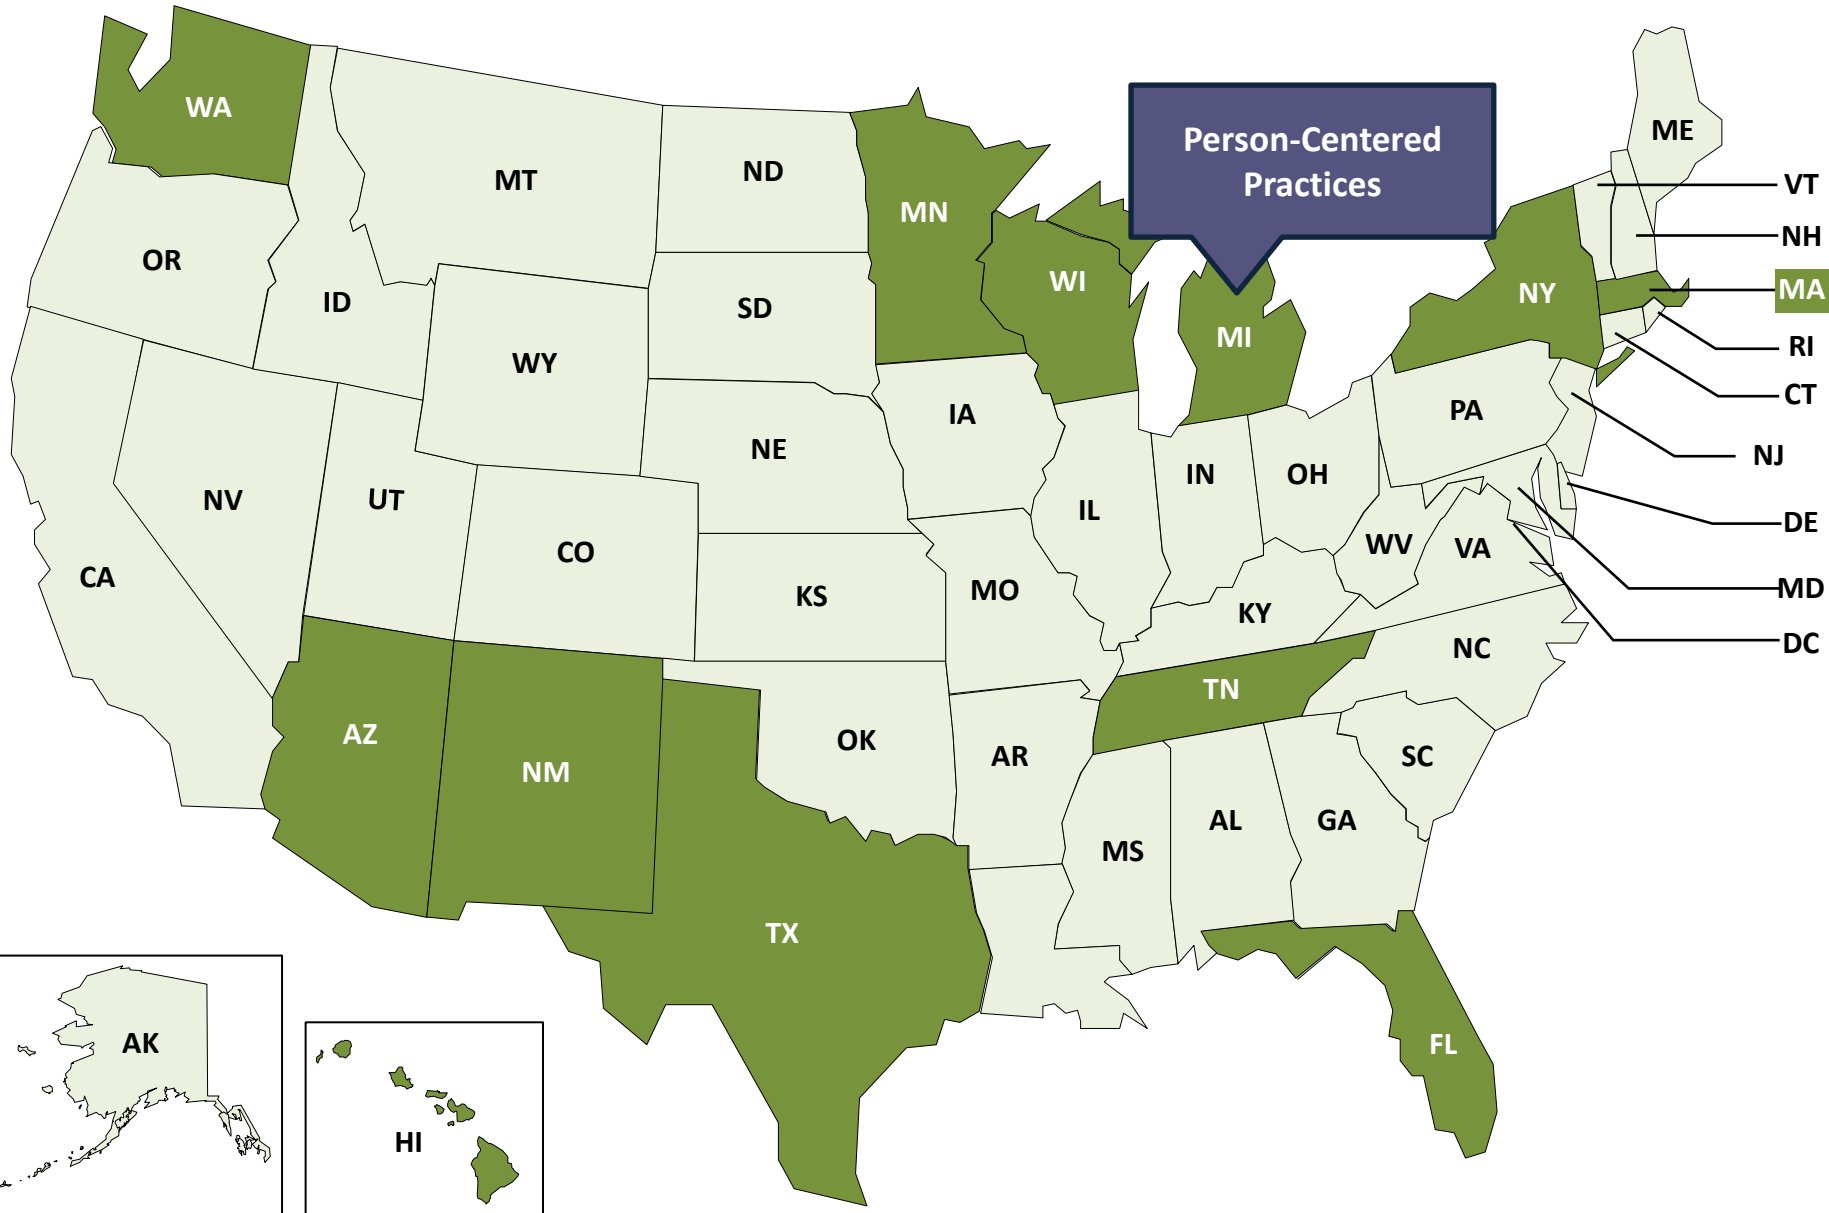 WA
MT
ND
MN
Person-Centered
Practices
ME
VT
NH
OR
ID
SD
WI
NY
MA
WY
MI
RI
CT
IA
PA
NJ
NE
NV
UT
IN
OH
IL
DE
CO
WV
VA
CA
KS
MO
KY
MD
DC
NC
TN
AZ
NM
OK
AR
SC
MS
AL
GA
TX
AK
HI
FL